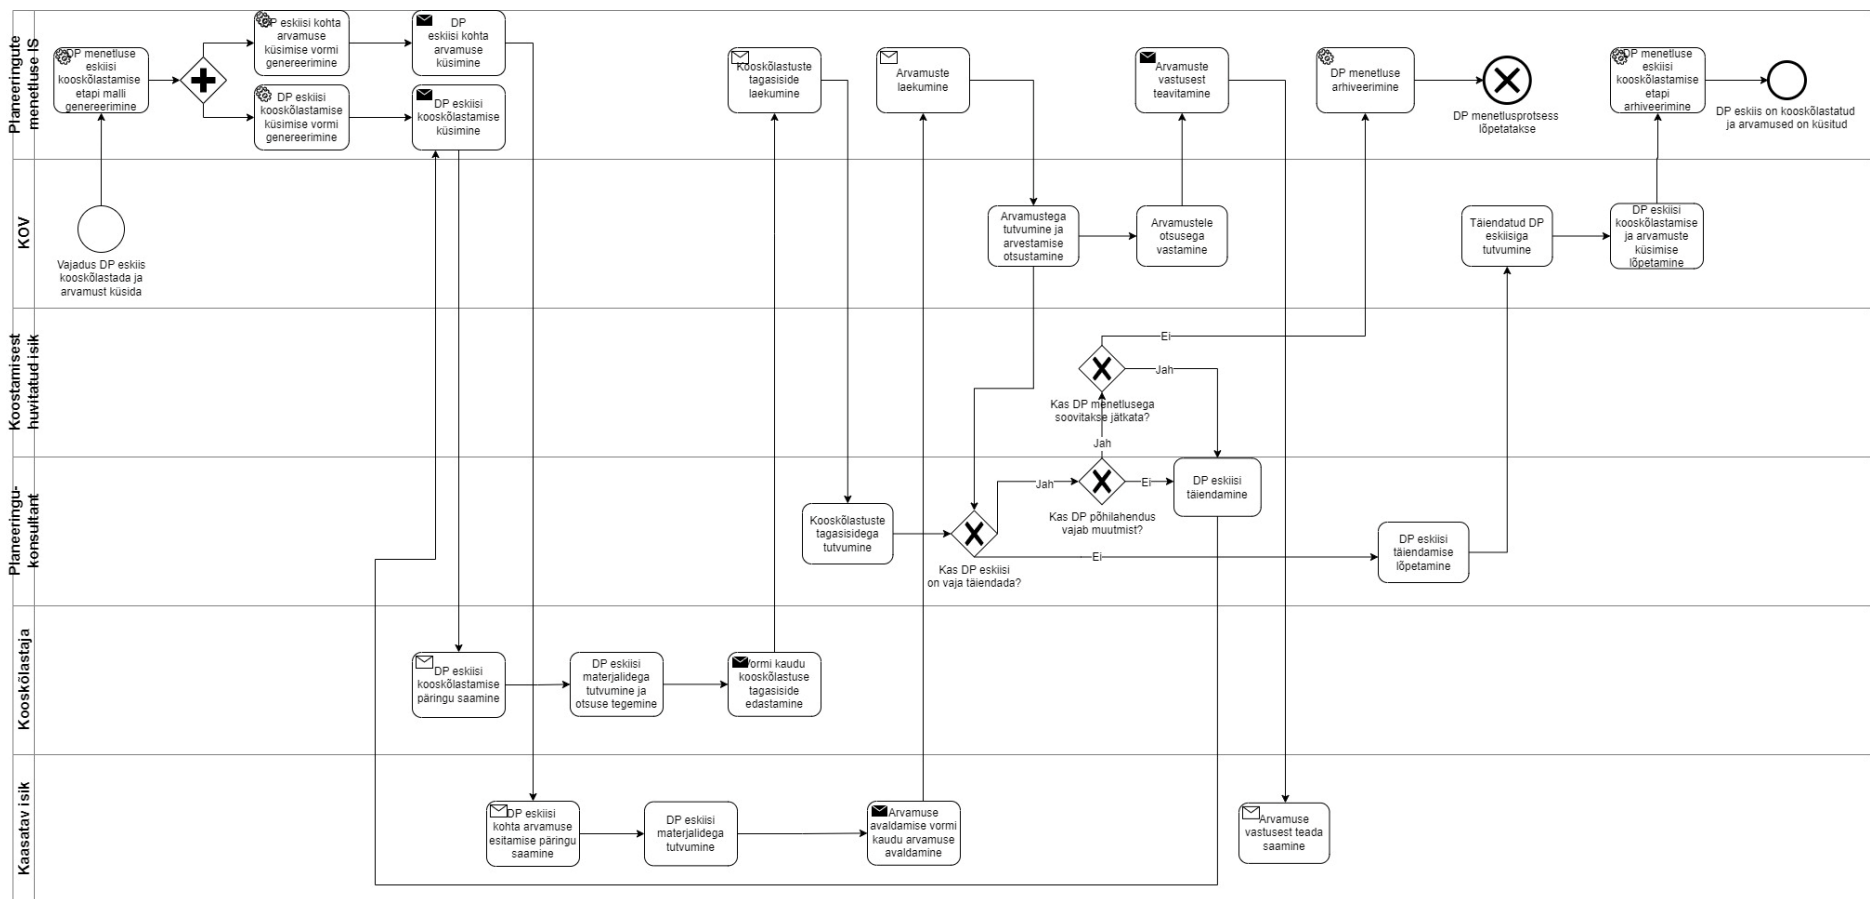 Planeeringute
menetluse IS
DP menetluse
eskiisi
kooskõlastamise
etapi malli
genereerimine
DP eskiisi kohta
arvamuse
küsimise vormi
genereerimine
DP
eskiisi kohta
arvamuse
küsimine
DP eskiisi
kooskõlastamise
küsimise vormi
genereerimine
DP eskiisi
kooskõlastamise
küsimine
Kooskõlastuste
tagasiside
laekumine
Arvamuste
laekumine
Arvamuste
vastusest
teavitamine
DP menetluse
arhiveerimine
DP menetlusprotsess
lõpetatakse
DP menetluse
eskiisi
kooskõlastamise
etapi
arhiveerimine
DP eskiis on kooskõlastatud
ja arvamused on küsitud
KOV
Vajadus DP eskiis
kooskõlastada ja
arvamust küsida
Arvamustega
tutvumine ja
arvestamise
otsustamine
Arvamustele
otsusega
vastamine
Täiendatud DP
eskiisiga
tutvumine
DP eskiisi
kooskõlastamise
ja arvamuste
küsimise
lõpetamine
Koostamisest
huvitatud isik
Ei
Jah
Kas DP menetlusega
soovitakse jätkata?
Jah
Planeeringu-
konsultant
Kooskõlastuste
tagasisidega
tutvumine
Jah
Ei
Kas DP põhilahendus
vajab muutmist?
DP eskiisi
täiendamine
Kas DP eskiisi
on vaja täiendada?
Ei
DP eskiisi
täiendamise
lõpetamine
Kooskõlastaja
DP eskiisi
kooskõlastamise
päringu saamine
DP eskiisi
materjalidega
tutvumine ja
otsuse tegemine
Vormi kaudu
kooskõlastuse
tagasiside
edastamine
Kaasatav isik
DP eskiisi
kohta arvamuse
esitamise päringu
saamine
DP eskiisi
materjalidega
tutvumine
Arvamuse
avaldamise vormi
kaudu arvamuse
avaldamine
Arvamuse
vastusest teada
saamine